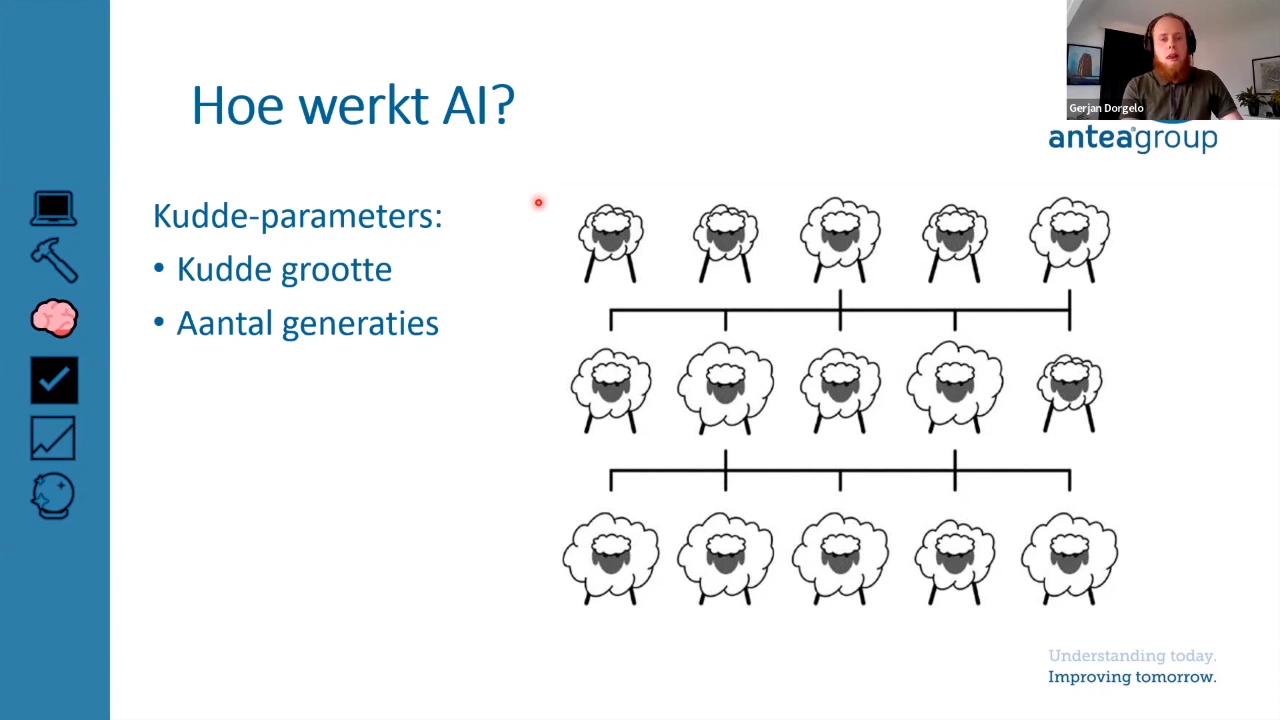 Hoe werkt AI?
Gerjan Dorgelo
anteagroup
Kudde-parameters:
• Kudde grootte
• Aantal generaties
Understanding today.
Improving tomorrow.